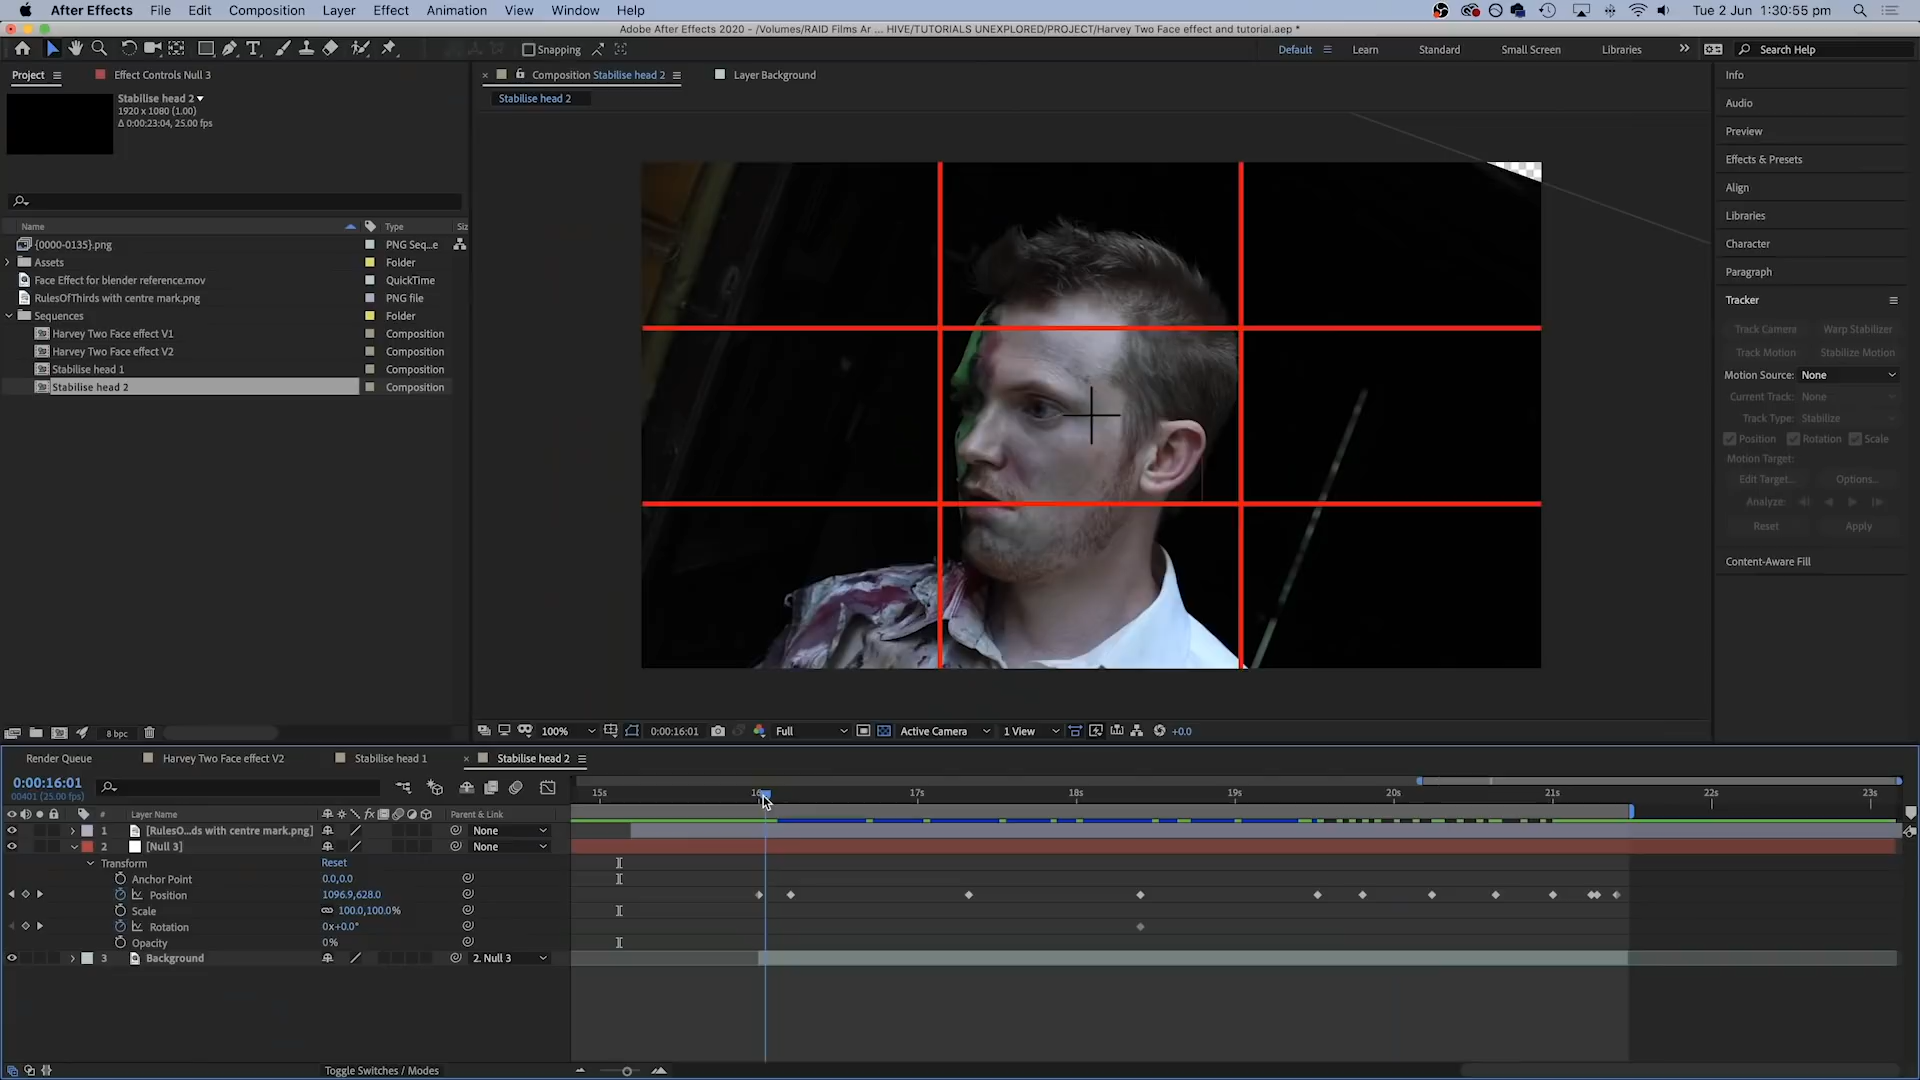 After Effects File Edit Composition Layer Effect Animation View Window Help Tue 2 Jun 1:30:55 pm
Adobe After Effects 2020 - /Volumes/RAID Films Ar ... HIVE/TUTORIALS UNEXPLORED/PROJECT/Harvey Two Face effect and tutorial.aep *
Snapping Default Learn Standard Small Screen Libraries Search Help
Project Effect Controls Null 3 Composition Stabilise head 2 Layer Background
Stabilise head 2
1920 x 1080 (1.00)
Δ 0:00:23:04, 25.00 fps
Stabilise head 2
Name Type Siz
{0000-0135}.png PNG Seq...e
Assets Folder
Face Effect for blender reference.mov QuickTime
RulesOfThirds with centre mark.png PNG file
Sequences Folder
Harvey Two Face effect V1 Composition
Harvey Two Face effect V2 Composition
Stabilise head 1 Composition
Stabilise head 2 Composition
8 bpc
100% 0:00:16:01 Full Active Camera 1 View +0.0
Info
Audio
Preview
Effects & Presets
Align
Libraries
Character
Paragraph
Tracker
Track Camera Warp Stabilizer
Track Motion Stabilize Motion
Motion Source: None
Current Track: None
Track Type: Stabilize
Position Rotation Scale
Motion Target:
Edit Target... Options...
Analyze:
Reset Apply
Content-Aware Fill
Render Queue Harvey Two Face effect V2 Stabilise head 1 Stabilise head 2
0:00:16:01
00401 (25.00 fps)
15s 17s 18s 19s 20s 21s 22s 23s
# Layer Name fx Parent & Link
1 [RulesO...ds with centre mark.png] None
2 [Null 3] None
Transform Reset
Anchor Point 0.0,0.0
Position 1096.9,628.0
Scale 100.0,100.0%
Rotation 0x+0.0°
Opacity 0%
3 Background 2. Null 3
Toggle Switches / Modes